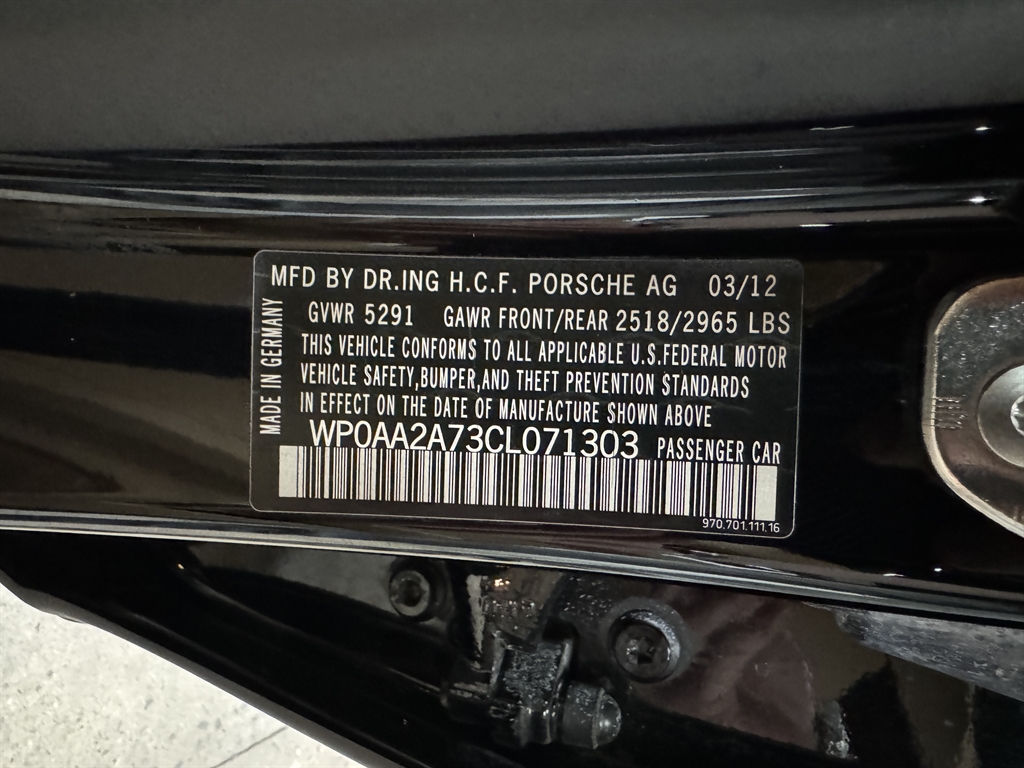 MFD BY DR.ING H.C.F. PORSCHE AG 03/12
GVWR 5291 GAWR FRONT/REAR 2518/2965 LBS
THIS VEHICLE CONFORMS TO ALL APPLICABLE U.S.FEDERAL MOTOR
VEHICLE SAFETY,BUMPER,AND THEFT PREVENTION STANDARDS
IN EFFECT ON THE DATE OF MANUFACTURE SHOWN ABOVE
MADE IN GERMANY
WP0AA2A73CL071303 PASSENGER CAR
970.701.111.16